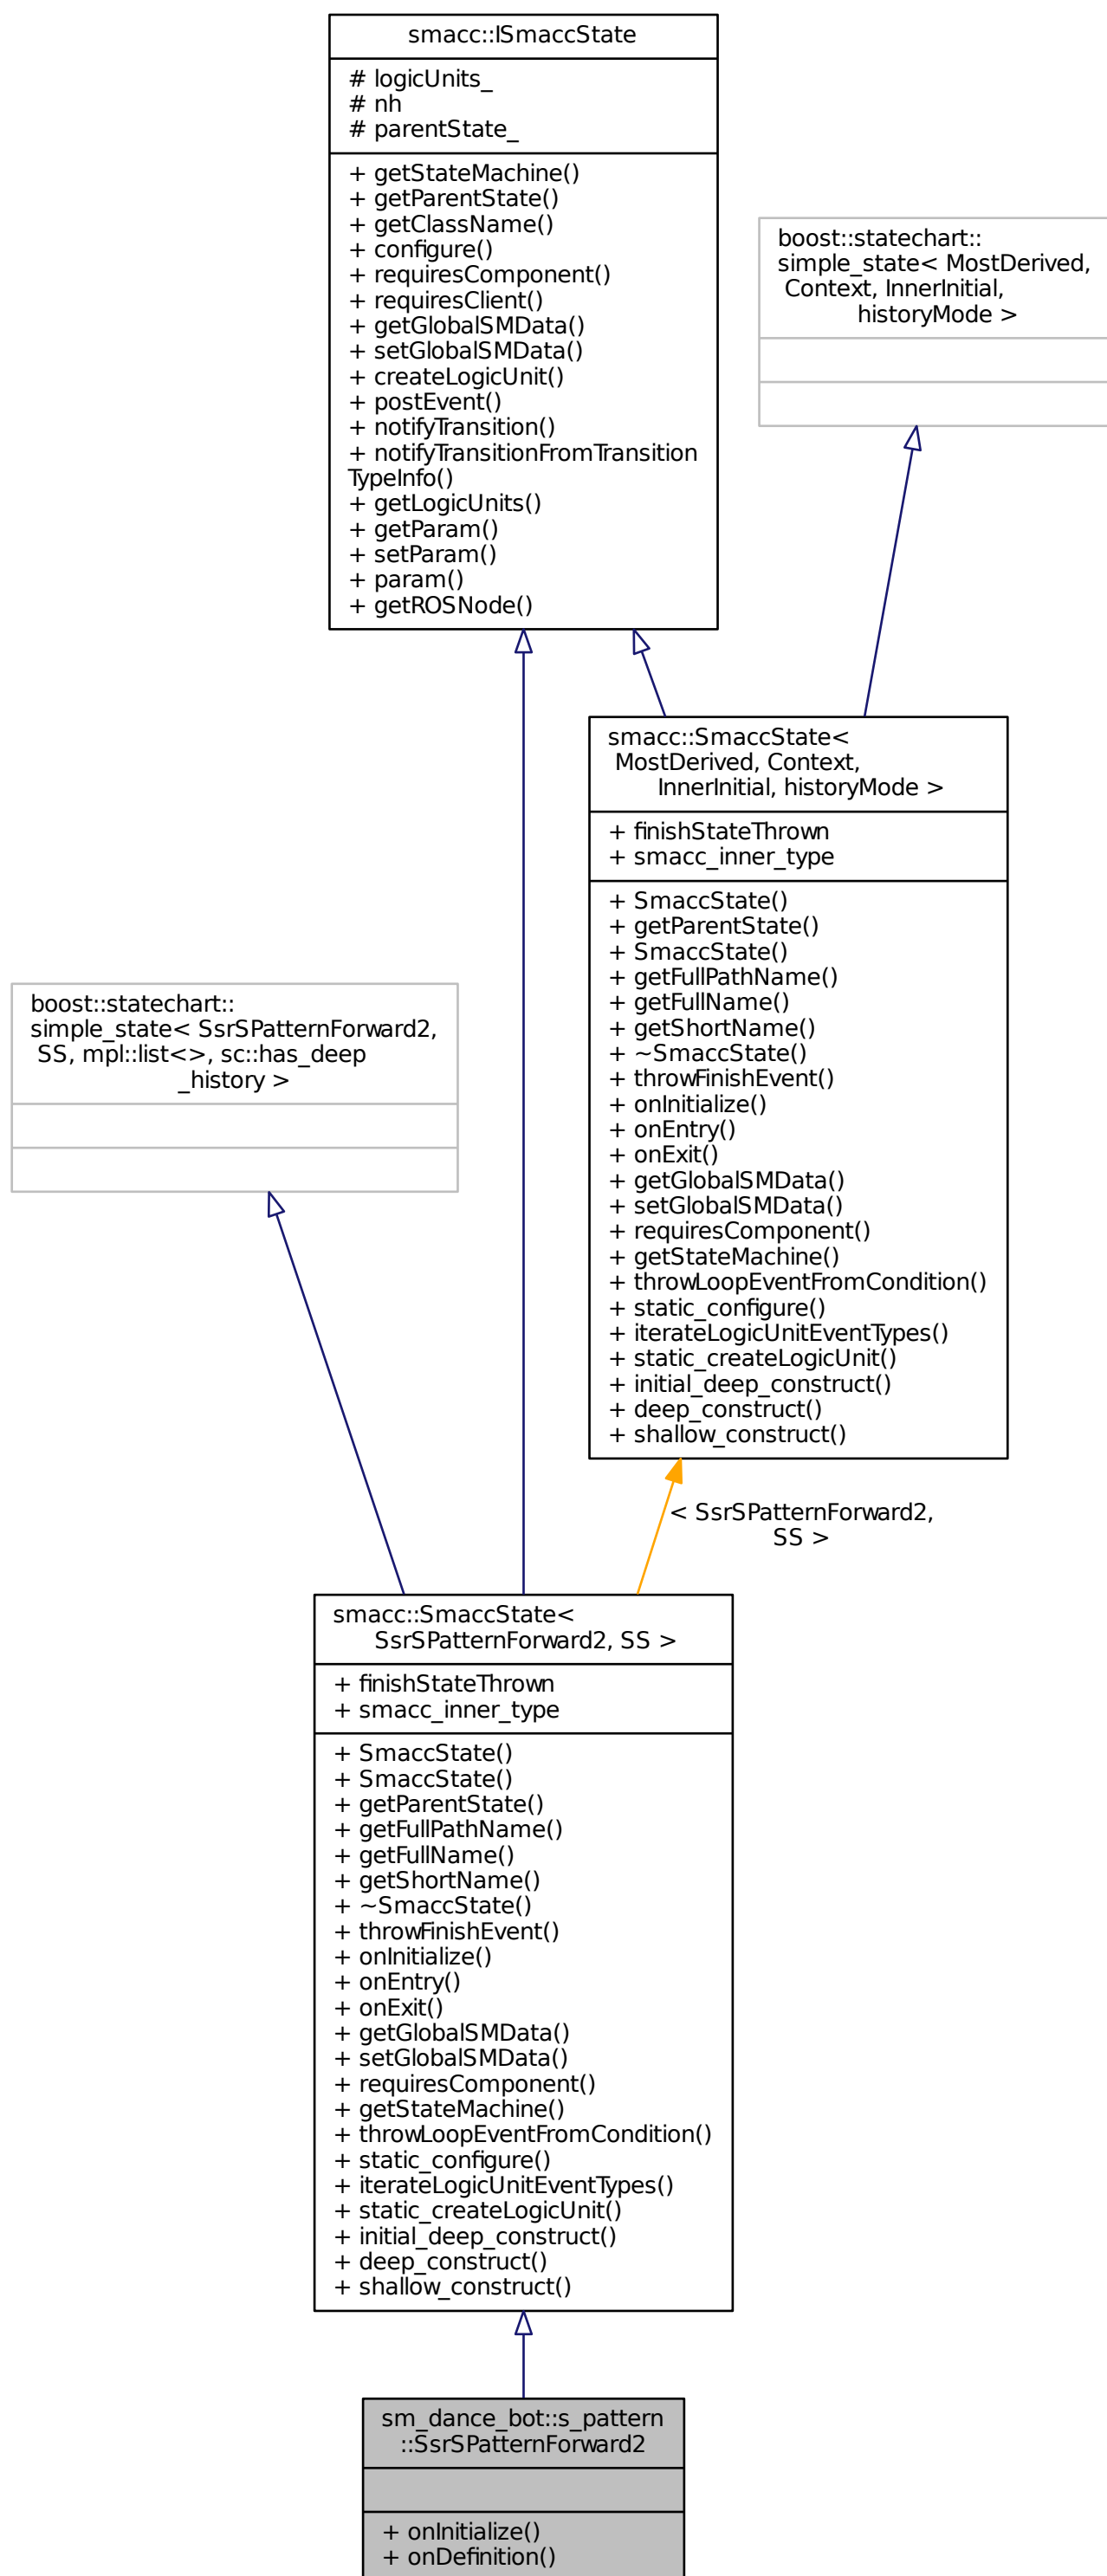 smacc::ISmaccState
# logicUnits_
# nh
# parentState_
+ getStateMachine()
+ getParentState()
+ getClassName()
+ configure()
+ requiresComponent()
+ requiresClient()
+ getGlobalSMData()
+ setGlobalSMData()
+ createLogicUnit()
+ postEvent()
+ notifyTransition()
+ notifyTransitionFromTransition
TypeInfo()
+ getLogicUnits()
+ getParam()
+ setParam()
+ param()
+ getROSNode()
boost::statechart::
simple_state< MostDerived,
Context, InnerInitial,
historyMode >
smacc::SmaccState<
MostDerived, Context,
InnerInitial, historyMode >
+ finishStateThrown
+ smacc_inner_type
+ SmaccState()
+ getParentState()
+ SmaccState()
+ getFullPathName()
+ getFullName()
+ getShortName()
+ ~SmaccState()
+ throwFinishEvent()
+ onInitialize()
+ onEntry()
+ onExit()
+ getGlobalSMData()
+ setGlobalSMData()
+ requiresComponent()
+ getStateMachine()
+ throwLoopEventFromCondition()
+ static_configure()
+ iterateLogicUnitEventTypes()
+ static_createLogicUnit()
+ initial_deep_construct()
+ deep_construct()
+ shallow_construct()
boost::statechart::
simple_state< SsrSPatternForward2,
SS, mpl::list<>, sc::has_deep
_history >
< SsrSPatternForward2,
SS >
smacc::SmaccState<
SsrSPatternForward2, SS >
+ finishStateThrown
+ smacc_inner_type
+ SmaccState()
+ SmaccState()
+ getParentState()
+ getFullPathName()
+ getFullName()
+ getShortName()
+ ~SmaccState()
+ throwFinishEvent()
+ onInitialize()
+ onEntry()
+ onExit()
+ getGlobalSMData()
+ setGlobalSMData()
+ requiresComponent()
+ getStateMachine()
+ throwLoopEventFromCondition()
+ static_configure()
+ iterateLogicUnitEventTypes()
+ static_createLogicUnit()
+ initial_deep_construct()
+ deep_construct()
+ shallow_construct()
sm_dance_bot::s_pattern
::SsrSPatternForward2
+ onInitialize()
+ onDefinition()